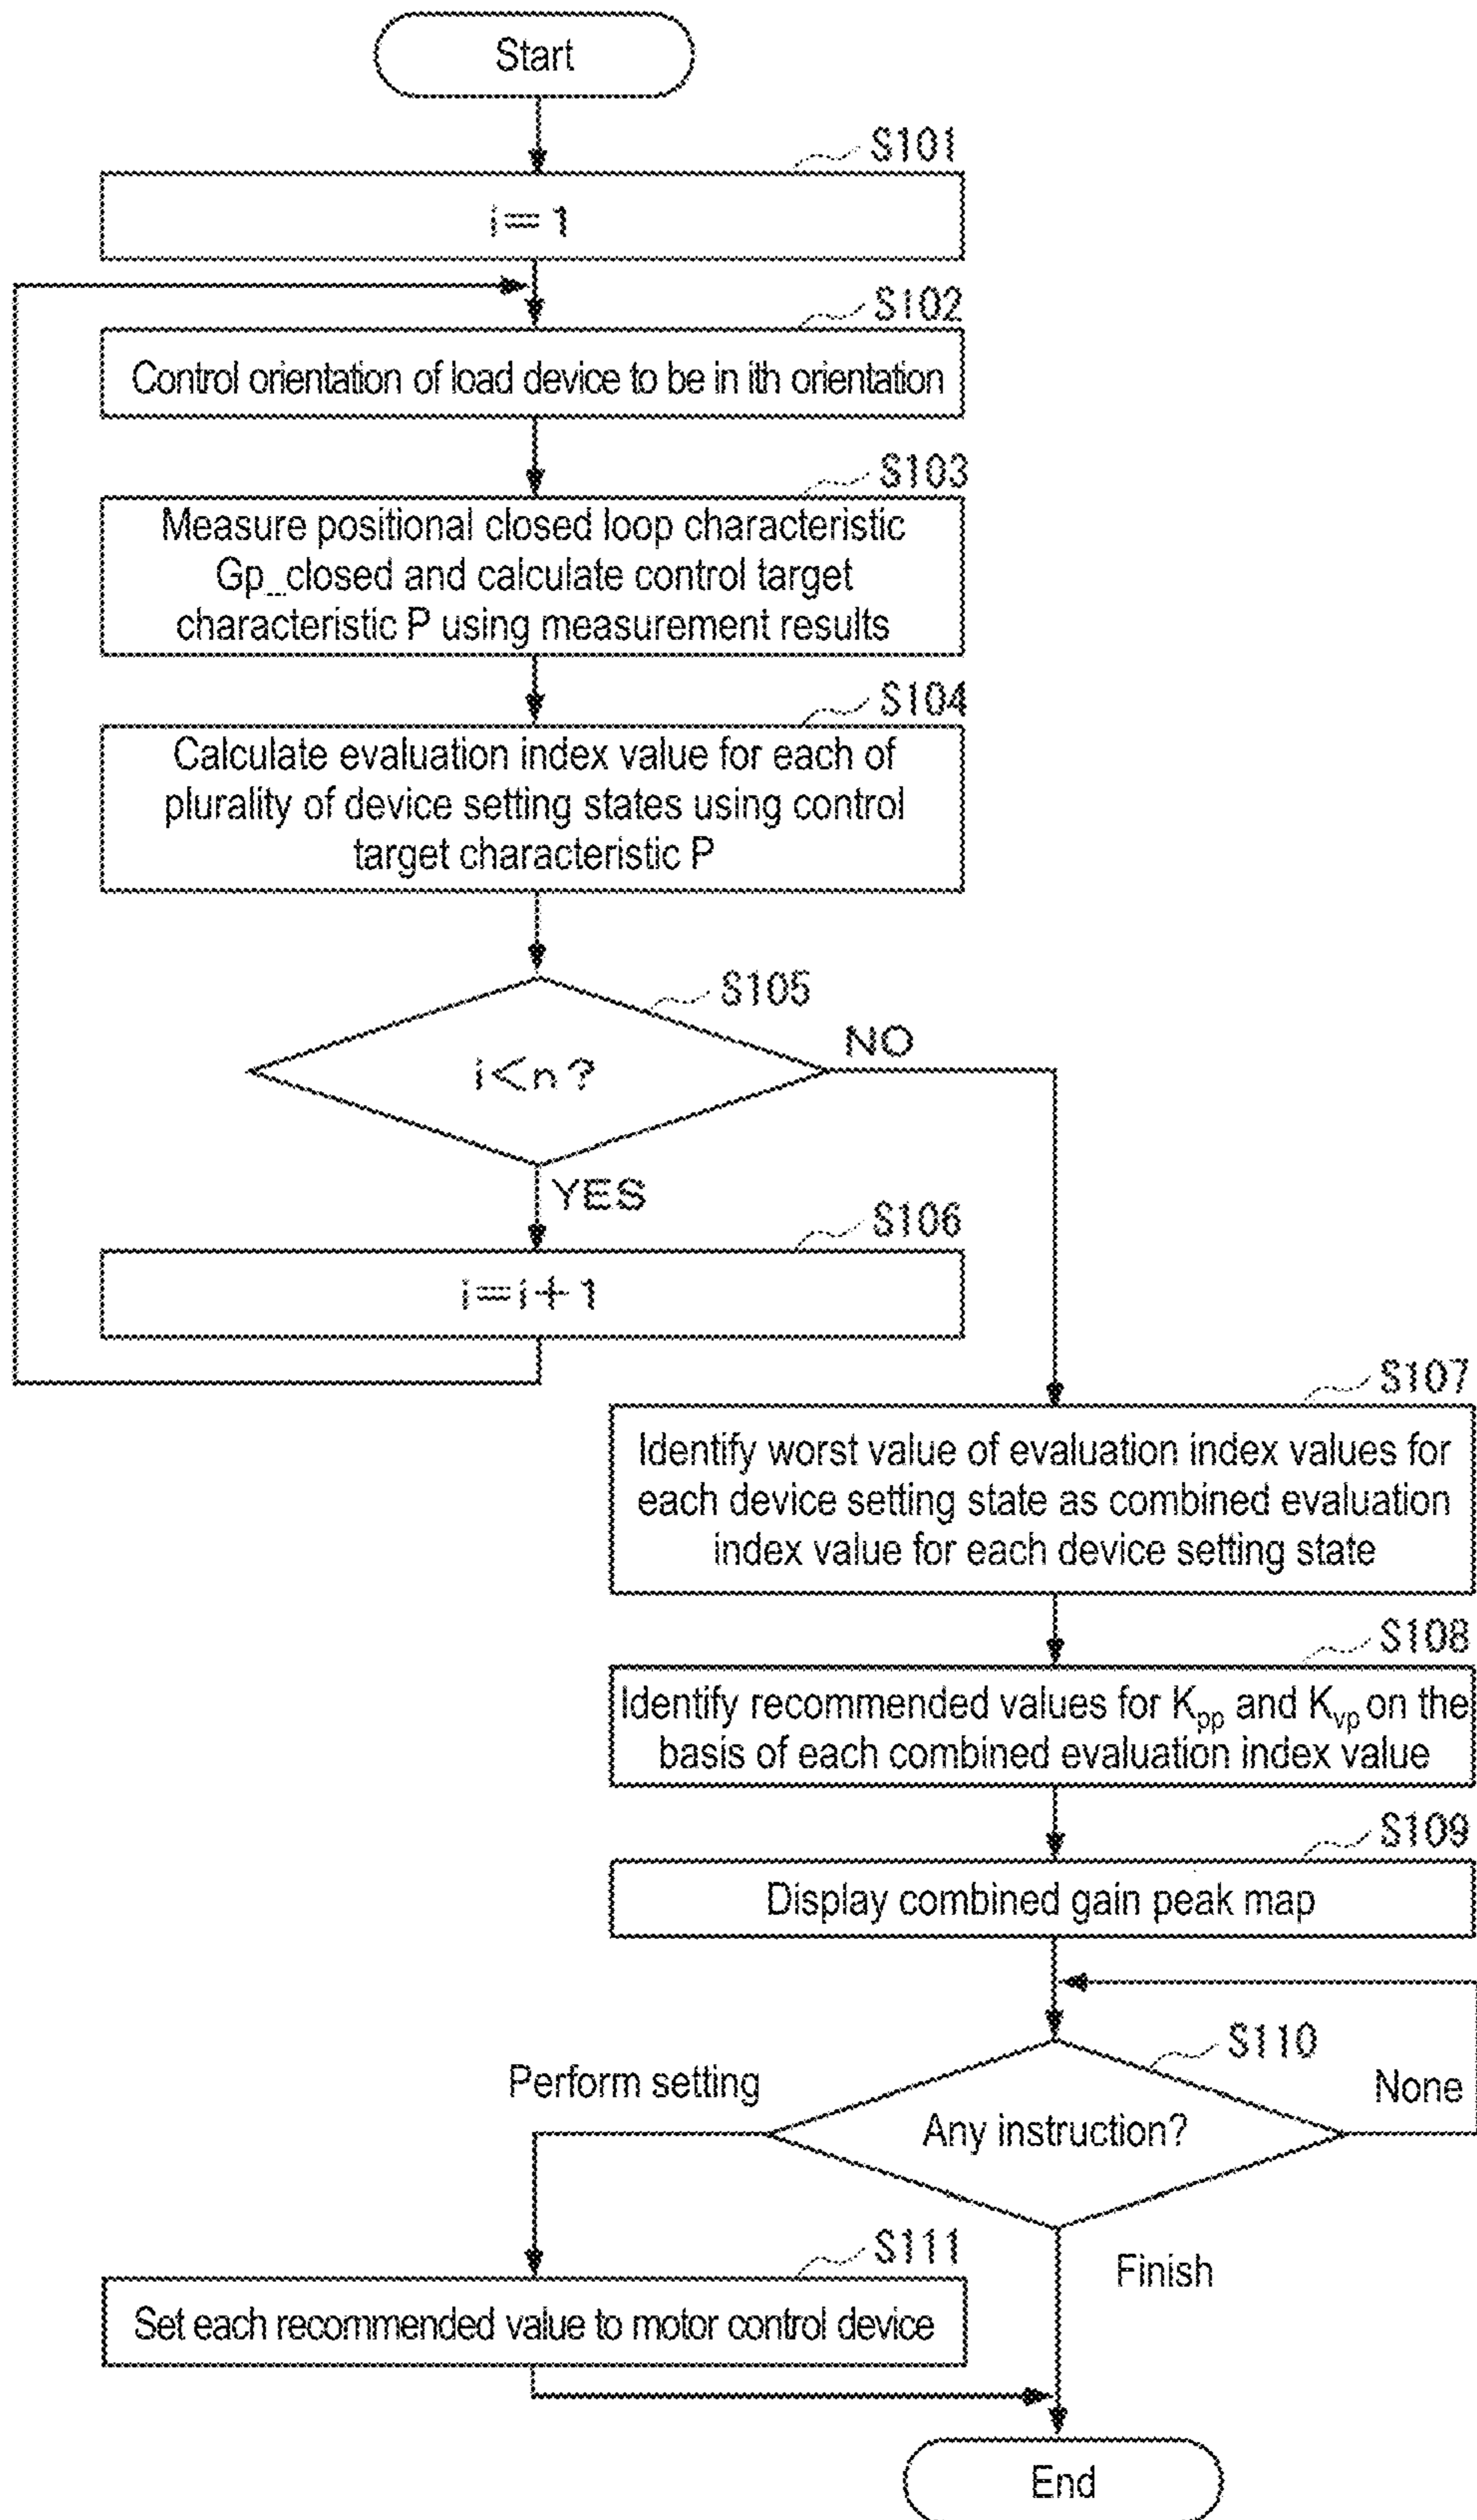 Start
S101
i=1
S102
Control orientation of load device to be in ith orientation
S103
Measure positional closed loop characteristic
Gp_closed and calculate control target
characteristic P using measurement results
S104
Calculate evaluation index value for each of
plurality of device setting states using control
target characteristic P
S105
i<n?
NO
YES
S106
i=i+1
S107
Identify worst value of evaluation index values for
each device setting state as combined evaluation
index value for each device setting state
S108
Identify recommended values for Kpp and Kvp on the
basis of each combined evaluation index value
S109
Display combined gain peak map
S110
Perform setting
None
Any instruction?
S111
Finish
Set each recommended value to motor control device
End